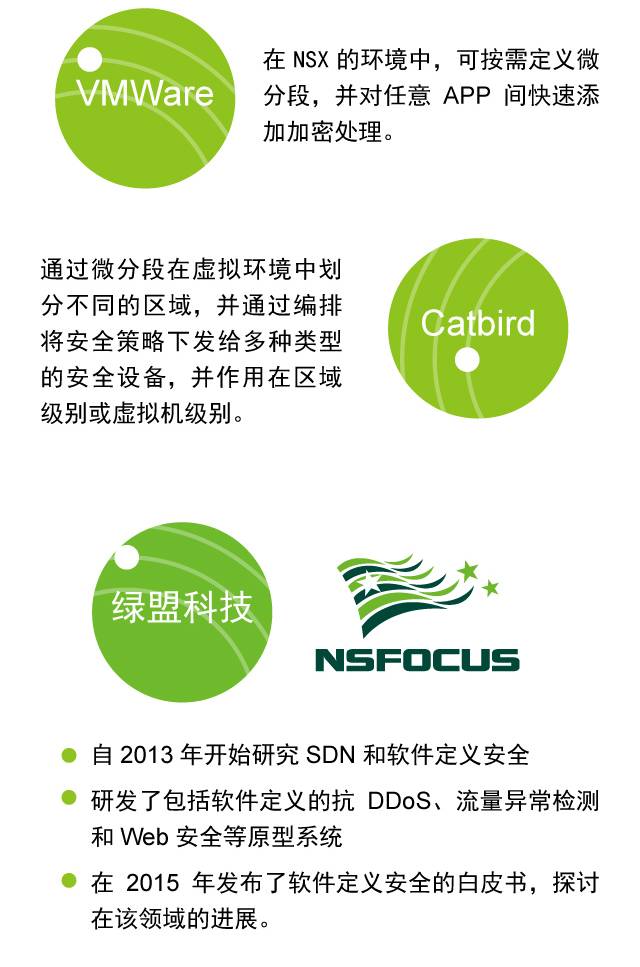 VMWare
在 NSX 的环境中，可按需定义微
分段，并对任意 APP 间快速添
加加密处理。
通过微分段在虚拟环境中划
分不同的区域，并通过编排
将安全策略下发给多种类型
的安全设备，并作用在区域
级别或虚拟机级别。
Catbird
绿盟科技
NSFOCUS
自 2013 年开始研究 SDN 和软件定义安全
研发了包括软件定义的抗 DDoS、流量异常检测
和 Web 安全等原型系统
在 2015 年发布了软件定义安全的白皮书，探讨
在该领域的进展。